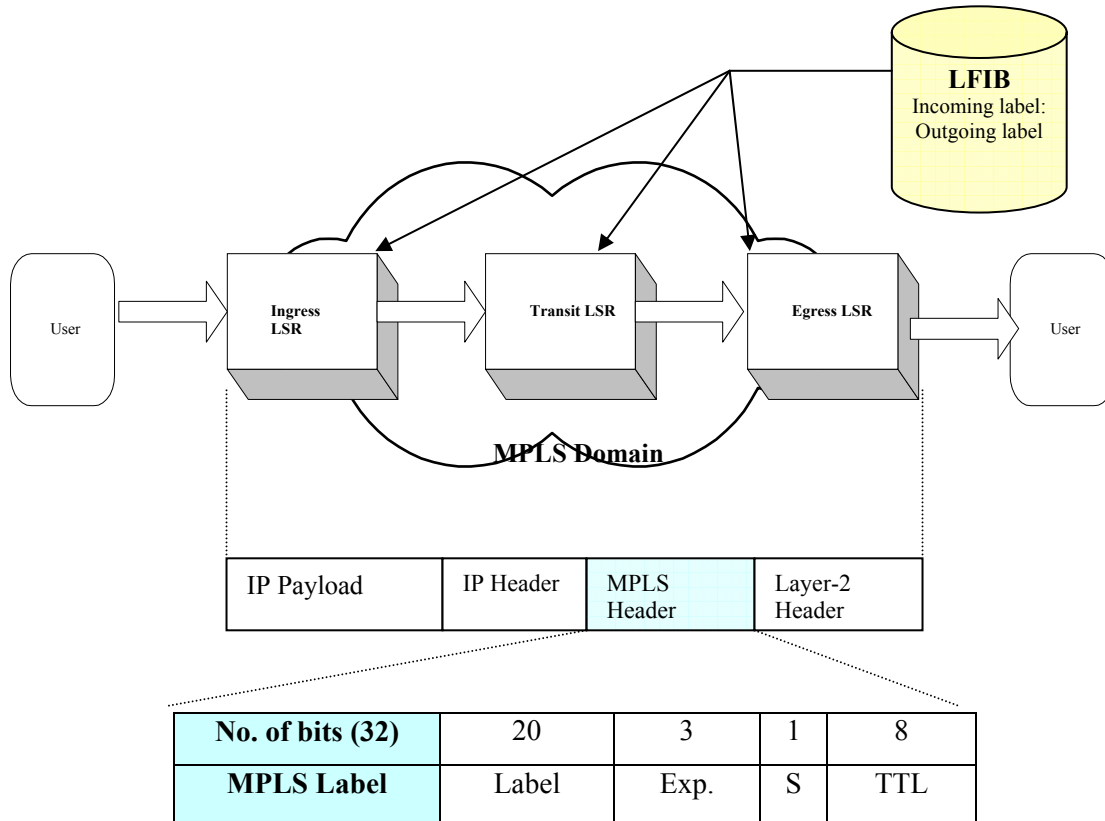 LFIB
Incoming label:
Outgoing label
User
Ingress
LSR
Transit LSR
Egress LSR
User
MPLS Domain
IP Payload
IP Header
MPLS
Header
Layer-2
Header
No. of bits (32) 20 3 1 8
MPLS Label Label Exp. S TTL